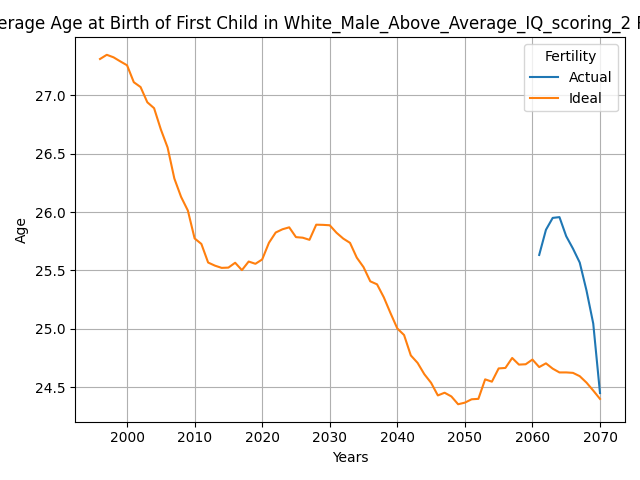 erage Age at Birth of First Child in White_Male_Above_Average_IQ_scoring_2
Fertility
Actual
Ideal
27.0
26.5
26.0
25.5
25.0
24.5
Age
2000 2010 2020 2030 2040 2050 2060 2070
Years